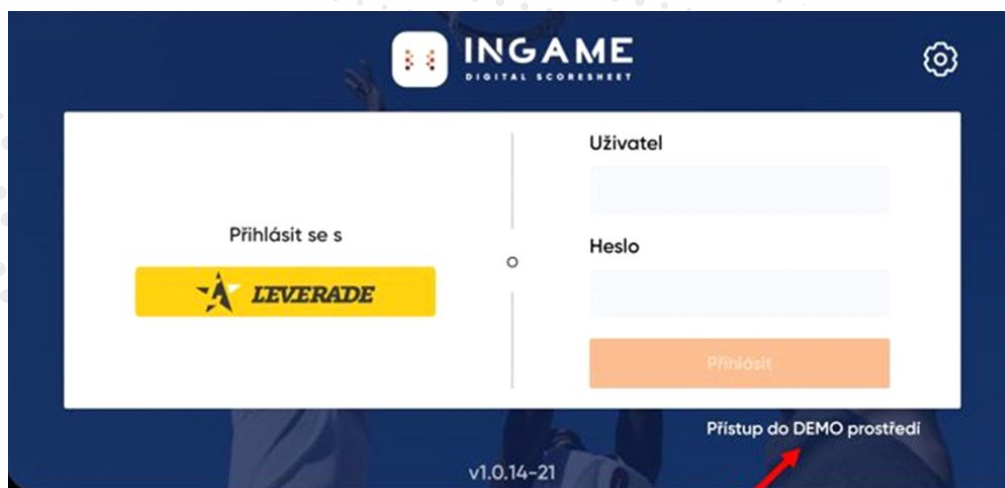 INGAME
DIGITAL SCORESHEET
Přihlásit se s
LEVERADE
o
Uživatel
Heslo
Přihlásit
Přístup do DEMO prostředí
v1.0.14-21